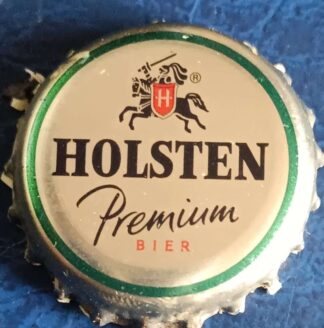 ®
H
HOLSTEN
Premium
BIER